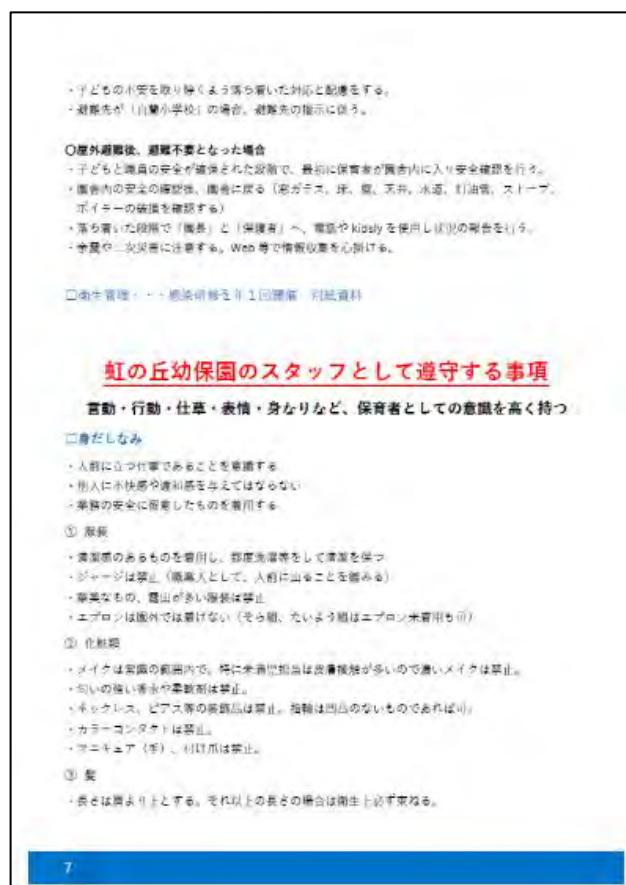 ・子どもの不安を取り除くよう落ち着いた対応と配慮をする。
・避難先が「白蘭小学校」の場合、避難先の指示に従う。
〇屋外避難後、避難不要となった場合
・子どもと職員の安全が確保された段階で、最初に保育者が園舎内に入り安全確認を行う。
・園舎内の安全の確認後、園舎に戻る（窓ガラス、床、壁、天井、水道、灯油管、ストーブ、
ボイラーの破損を確認する）
・落ち着いた段階で「園長」と「保護者」へ、電話や kidsly を使用し状況の報告を行う。
・余震や二次災害に注意する。Web 等で情報収集を心掛ける。
□衛生管理・・・感染研修を年１回開催 別紙資料
虹の丘幼保園のスタッフとして遵守する事項
言動・行動・仕草・表情・身なりなど、保育者としての意識を高く持つ
□身だしなみ
・人前に立つ仕事であることを意識する
・他人に不快感や違和感を与えてはならない
・業務の安全に留意したものを着用する
① 服装
・清潔感のあるものを着用し、都度洗濯等をして清潔を保つ
・ジャージは禁止（職業人として、人前に出ることを鑑みる）
・華美なもの、露出が多い服装は禁止
・エプロンは園外では着けない（そら組、たいよう組はエプロン未着用も可）
② 化粧類
・メイクは常識の範囲内で。特に未満児担当は皮膚接触が多いので濃いメイクは禁止。
・匂いの強い香水や柔軟剤は禁止。
・ネックレス、ピアス等の装飾品は禁止。指輪は凹凸のないものであれば可。
・カラーコンタクトは禁止。
・マニキュア（手）、付け爪は禁止。
③ 髪
・長さは肩より上とする。それ以上の長さの場合は衛生上必ず束ねる。
7